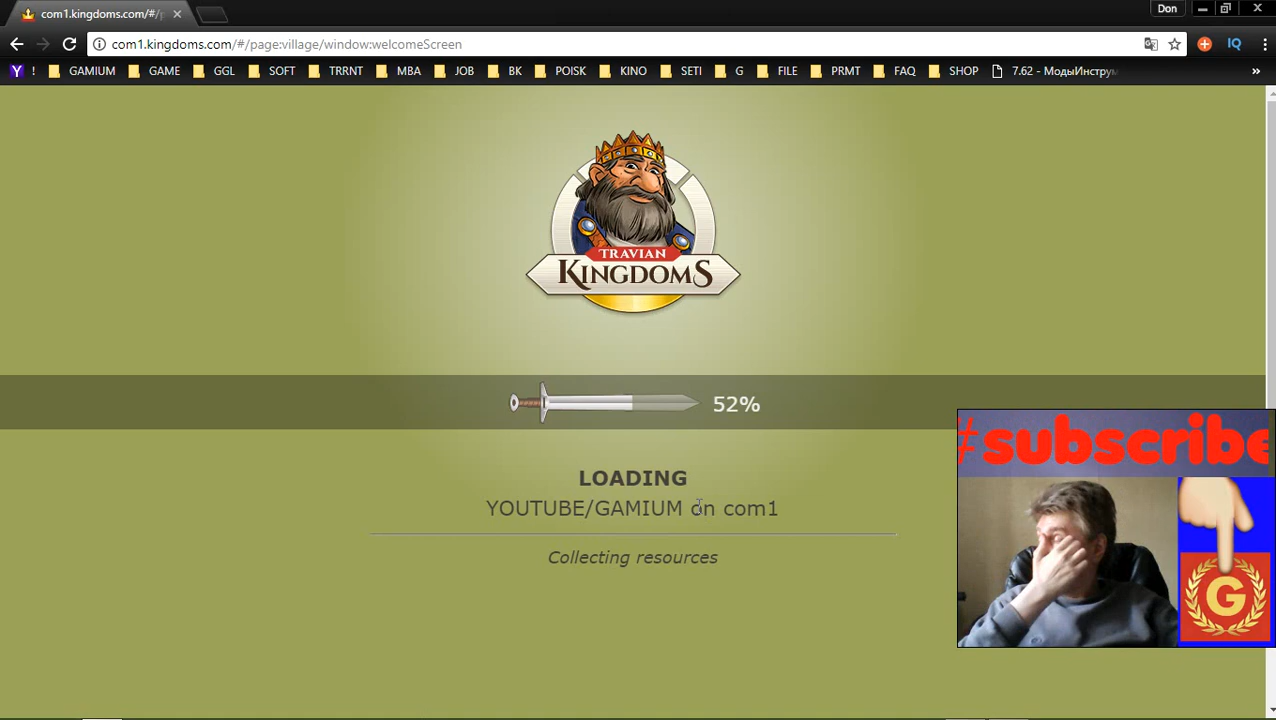 com1.kingdoms.com/#/p
Don
com1.kingdoms.com/#/page:village/window:welcomeScreen
IQ
Y ! GAMIUM GAME GGL SOFT TRRNT MBA JOB BK POISK KINO SETI G FILE PRMT FAQ SHOP 7.62 - МодыИнструм »
TRAVIAN
KINGDOMS
52%
#subscribe
LOADING
YOUTUBE/GAMIUM on com1
Collecting resources
G